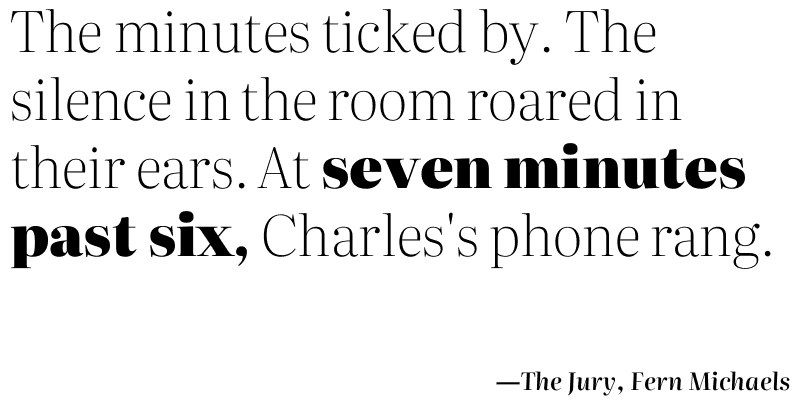 The minutes ticked by. The
silence in the room roared in
their ears. At seven minutes
past six, Charles's phone rang.
—The Jury, Fern Michaels